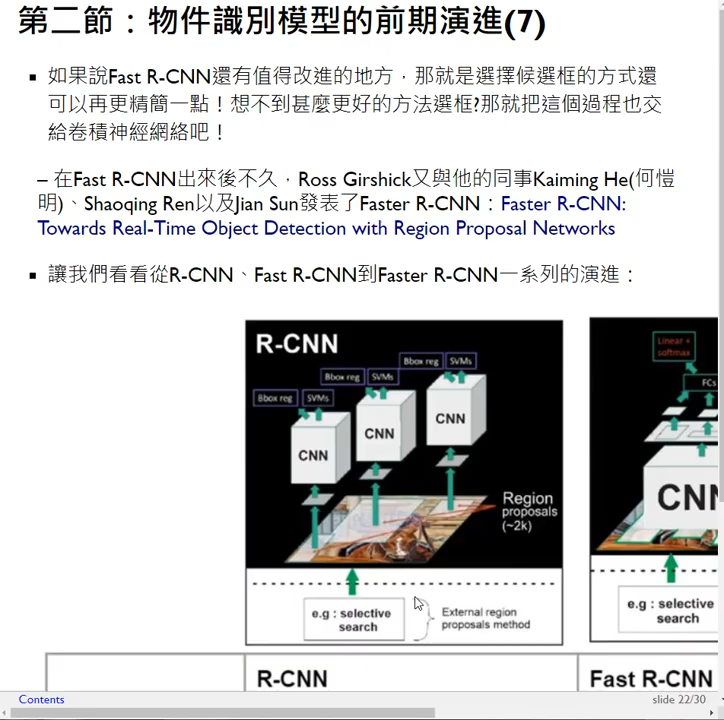 第二節：物件識別模型的前期演進(7)
如果說Fast R-CNN還有值得改進的地方，那就是選擇候選框的方式還
可以再更精簡一點！想不到甚麼更好的方法選框?那就把這個過程也交
給卷積神經網絡吧！
– 在Fast R-CNN出來後不久，Ross Girshick又與他的同事Kaiming He(何愷
明)、Shaoqing Ren以及Jian Sun發表了Faster R-CNN：Faster R-CNN:
Towards Real-Time Object Detection with Region Proposal Networks
讓我們看看從R-CNN、Fast R-CNN到Faster R-CNN一系列的演進：
R-CNN
Bbox reg SVMs
Bbox reg SVMs
Bbox reg SVMs
CNN
CNN
CNN
Region
proposals
(~2k)
e.g : selective
search
External region
proposals method
Linear +
softmax
FCs
CNN
e.g : selective
search
R-CNN
Fast R-CNN
Contents
slide 22/30